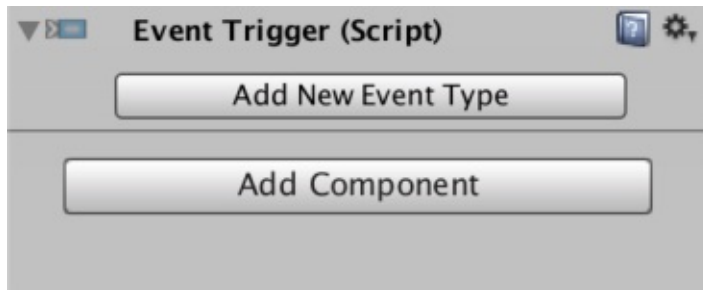 Event Trigger (Script)
Add New Event Type
Add Component